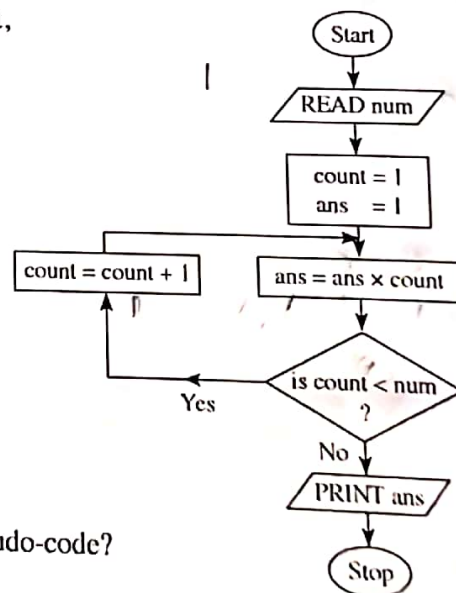 Start
READ num
count = 1
ans = 1
count = count + 1
ans = ans × count
is count < num
?
Yes
No
PRINT ans
do-code?
Stop